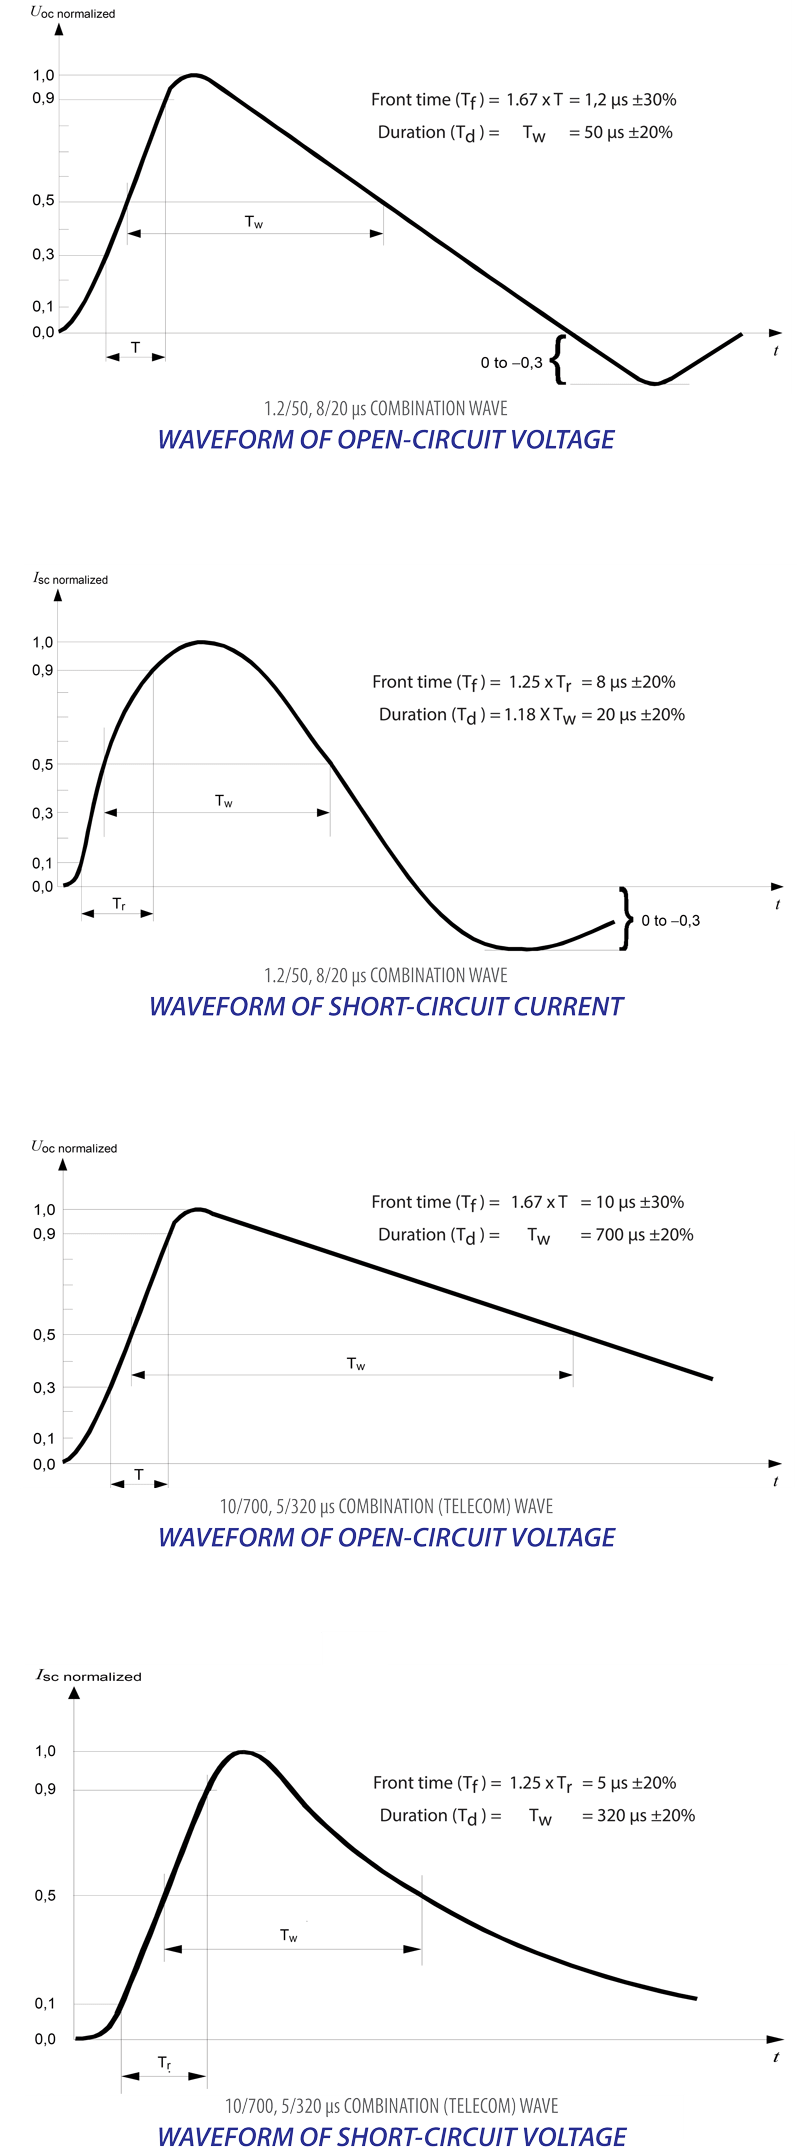 Uoc normalized
1,0
0,9
Front time (Tf) = 1.67 x T = 1,2 µs ±30%
Duration (Td) = Tw = 50 µs ±20%
0,5
Tw
0,3
0,1
0,0
T
0 to –0,3
t
1.2/50, 8/20 µs COMBINATION WAVE
WAVEFORM OF OPEN-CIRCUIT VOLTAGE
Isc normalized
1,0
0,9
Front time (Tf) = 1.25 x Tr = 8 µs ±20%
Duration (Td) = 1.18 X Tw = 20 µs ±20%
0,5
Tw
0,3
0,1
0,0
Tr
t
0 to –0,3
1.2/50, 8/20 µs COMBINATION WAVE
WAVEFORM OF SHORT-CIRCUIT CURRENT
Uoc normalized
1,0
0,9
Front time (Tf) = 1.67 x T = 10 µs ±30%
Duration (Td) = Tw = 700 µs ±20%
0,5
Tw
0,3
0,1
0,0
T
t
10/700, 5/320 µs COMBINATION (TELECOM) WAVE
WAVEFORM OF OPEN-CIRCUIT VOLTAGE
Isc normalized
1,0
0,9
Front time (Tf) = 1.25 x Tr = 5 µs ±20%
Duration (Td) = Tw = 320 µs ±20%
0,5
Tw
0,1
0,0
Tr
t
10/700, 5/320 µs COMBINATION (TELECOM) WAVE
WAVEFORM OF SHORT-CIRCUIT VOLTAGE